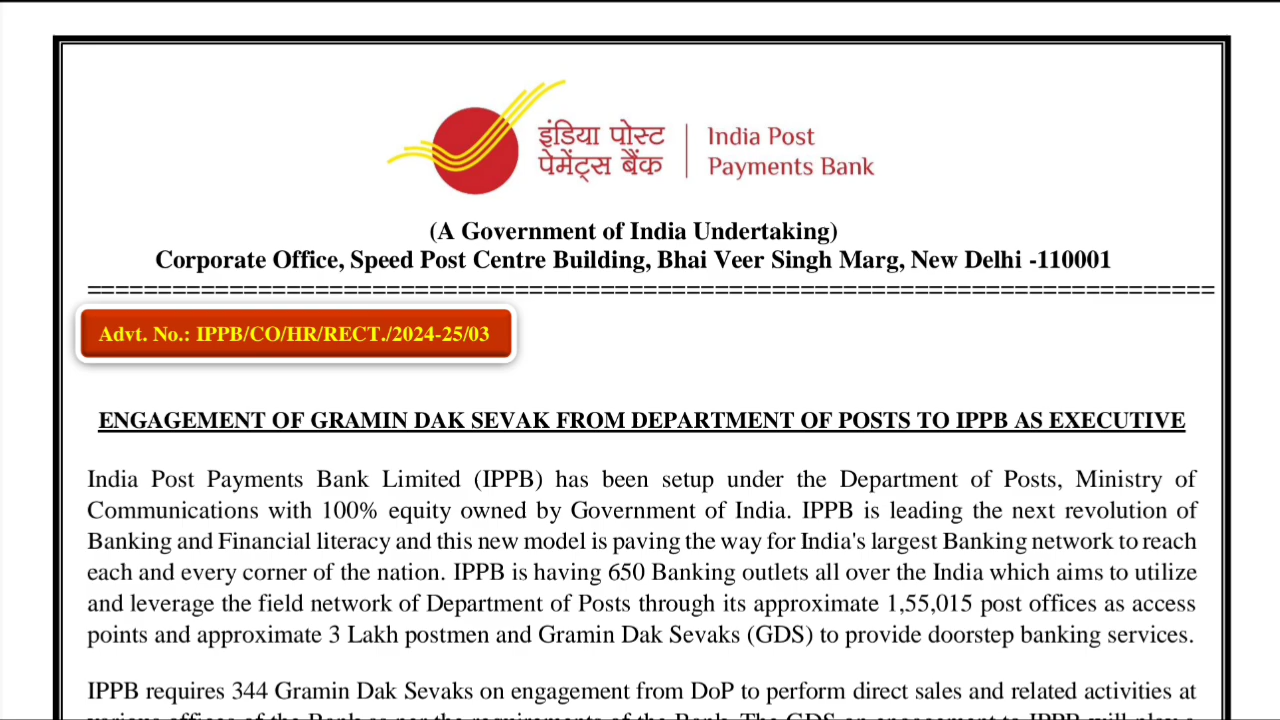 इंडिया पोस्ट
पेमेंट्स बैंक
India Post
Payments Bank
(A Government of India Undertaking)
Corporate Office, Speed Post Centre Building, Bhai Veer Singh Marg, New Delhi -110001
================================================================================================
Advt. No.: IPPB/CO/HR/RECT./2024-25/03
ENGAGEMENT OF GRAMIN DAK SEVAK FROM DEPARTMENT OF POSTS TO IPPB AS EXECUTIVE
India Post Payments Bank Limited (IPPB) has been setup under the Department of Posts, Ministry of
Communications with 100% equity owned by Government of India. IPPB is leading the next revolution of
Banking and Financial literacy and this new model is paving the way for India's largest Banking network to reach
each and every corner of the nation. IPPB is having 650 Banking outlets all over the India which aims to utilize
and leverage the field network of Department of Posts through its approximate 1,55,015 post offices as access
points and approximate 3 Lakh postmen and Gramin Dak Sevaks (GDS) to provide doorstep banking services.
IPPB requires 344 Gramin Dak Sevaks on engagement from DoP to perform direct sales and related activities at